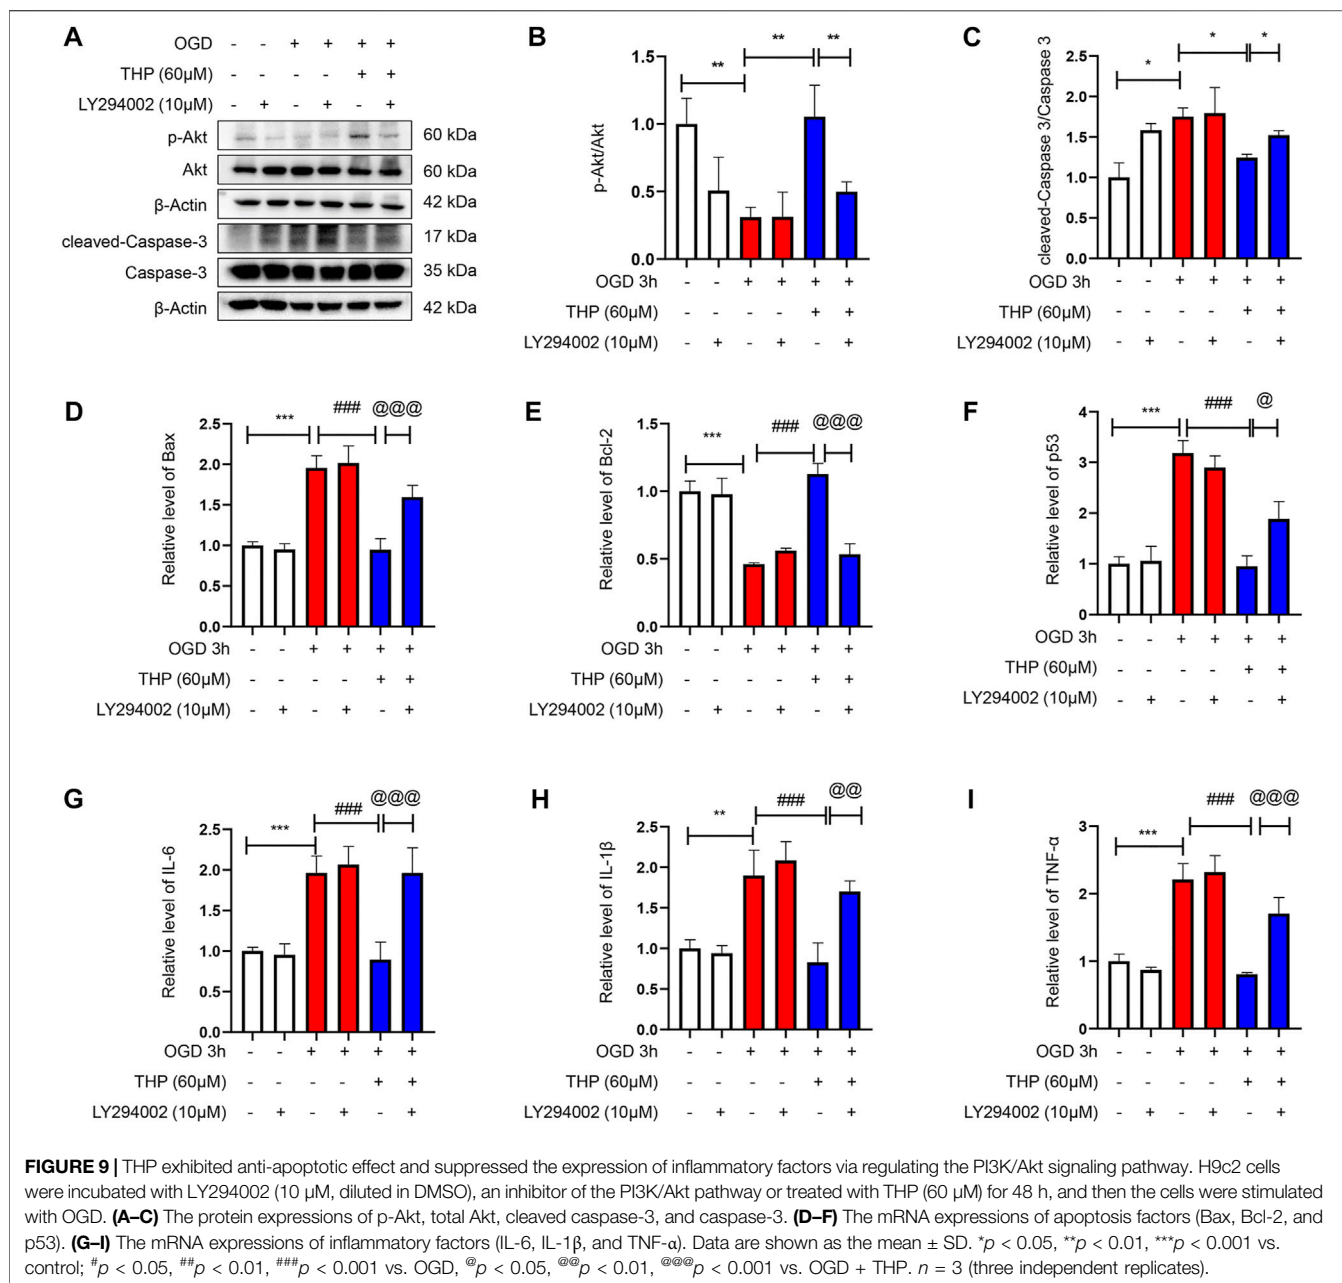 A
OGD - - + + + +
THP (60μM) - - - - + +
LY294002 (10μM) - + - + - +
p-Akt 60 kDa
Akt 60 kDa
β-Actin 42 kDa
cleaved-Caspase-3 17 kDa
Caspase-3 35 kDa
β-Actin 42 kDa
B
** ** **
p-Akt/Akt
1.5
1.0
0.5
0.0
OGD 3h - - + + + +
THP (60μM) - - - - + +
LY294002 (10μM) - + - + - +
C
* * *
cleaved-Caspase 3/Caspase 3
2.5
2.0
1.5
1.0
0.5
0.0
OGD 3h - - + + + +
THP (60μM) - - - - + +
LY294002 (10μM) - + - + - +
D
*** ### @@@
Relative level of Bax
2.5
2.0
1.5
1.0
0.5
0.0
OGD 3h - - + + + +
THP (60μM) - - - - + +
LY294002 (10μM) - + - + - +
E
*** ### @@@
Relative level of Bcl-2
1.5
1.0
0.5
0.0
OGD 3h - - + + + +
THP (60μM) - - - - + +
LY294002 (10μM) - + - + - +
F
*** ### @
Relative level of p53
4
3
2
1
0
OGD 3h - - + + + +
THP (60μM) - - - - + +
LY294002 (10μM) - + - + - +
G
*** ### @@@
Relative level of IL-6
2.5
2.0
1.5
1.0
0.5
0.0
OGD 3h - - + + + +
THP (60μM) - - - - + +
LY294002 (10μM) - + - + - +
H
** ### @@
Relative level of IL-1β
2.5
2.0
1.5
1.0
0.5
0.0
OGD 3h - - + + + +
THP (60μM) - - - - + +
LY294002 (10μM) - + - + - +
I
*** ### @@@
Relative level of TNF-α
3
2
1
0
OGD 3h - - + + + +
THP (60μM) - - - - + +
LY294002 (10μM) - + - + - +
FIGURE 9 | THP exhibited anti-apoptotic effect and suppressed the expression of inflammatory factors via regulating the PI3K/Akt signaling pathway. H9c2 cells
were incubated with LY294002 (10 μM, diluted in DMSO), an inhibitor of the PI3K/Akt pathway or treated with THP (60 μM) for 48 h, and then the cells were stimulated
with OGD. (A–C) The protein expressions of p-Akt, total Akt, cleaved caspase-3, and caspase-3. (D–F) The mRNA expressions of apoptosis factors (Bax, Bcl-2, and
p53). (G–I) The mRNA expressions of inflammatory factors (IL-6, IL-1β, and TNF-α). Data are shown as the mean ± SD. *p < 0.05, **p < 0.01, ***p < 0.001 vs.
control; #p < 0.05, ##p < 0.01, ###p < 0.001 vs. OGD, @p < 0.05, @@p < 0.01, @@@p < 0.001 vs. OGD + THP. n = 3 (three independent replicates).